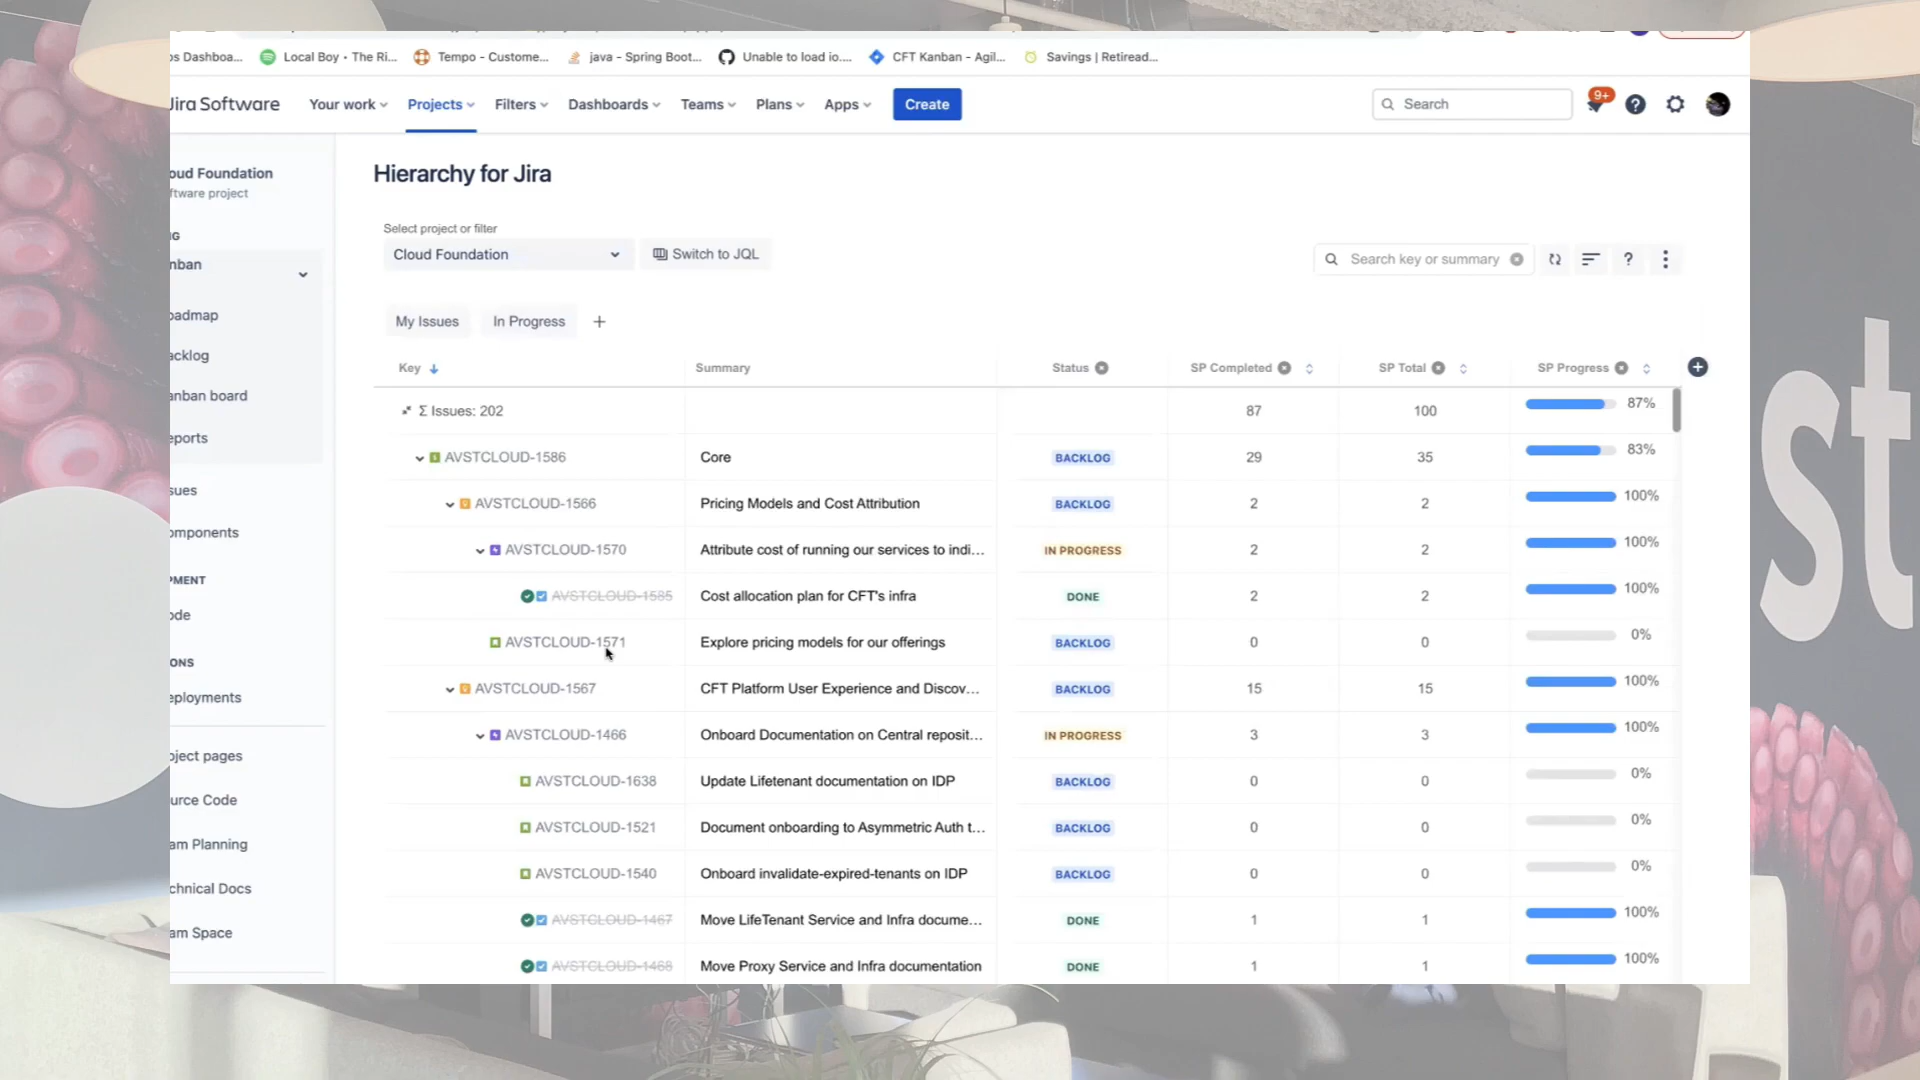 os Dashboa... Local Boy • The Ri... Tempo - Custome... java - Spring Boot... Unable to load io.... CFT Kanban - Agil... Savings | Retiread...
Jira Software Your work Projects Filters Dashboards Teams Plans Apps Create Search 9+ ?
oud Foundation
ftware project
NG
nban
oadmap
acklog
anban board
eports
sues
omponents
PMENT
ode
ONS
eployments
oject pages
urce Code
am Planning
chnical Docs
am Space
Hierarchy for Jira
Select project or filter
Cloud Foundation Switch to JQL Search key or summary ?
My Issues In Progress +
Key Summary Status SP Completed SP Total SP Progress
Σ Issues: 202 87 100 87%
AVSTCLOUD-1586 Core BACKLOG 29 35 83%
AVSTCLOUD-1566 Pricing Models and Cost Attribution BACKLOG 2 2 100%
AVSTCLOUD-1570 Attribute cost of running our services to indi... IN PROGRESS 2 2 100%
AVSTCLOUD-1585 Cost allocation plan for CFT's infra DONE 2 2 100%
AVSTCLOUD-1571 Explore pricing models for our offerings BACKLOG 0 0 0%
AVSTCLOUD-1567 CFT Platform User Experience and Discov... BACKLOG 15 15 100%
AVSTCLOUD-1466 Onboard Documentation on Central reposit... IN PROGRESS 3 3 100%
AVSTCLOUD-1638 Update Lifetenant documentation on IDP BACKLOG 0 0 0%
AVSTCLOUD-1521 Document onboarding to Asymmetric Auth t... BACKLOG 0 0 0%
AVSTCLOUD-1540 Onboard invalidate-expired-tenants on IDP BACKLOG 0 0 0%
AVSTCLOUD-1467 Move LifeTenant Service and Infra docume... DONE 1 1 100%
AVSTCLOUD-1468 Move Proxy Service and Infra documentation DONE 1 1 100%
st